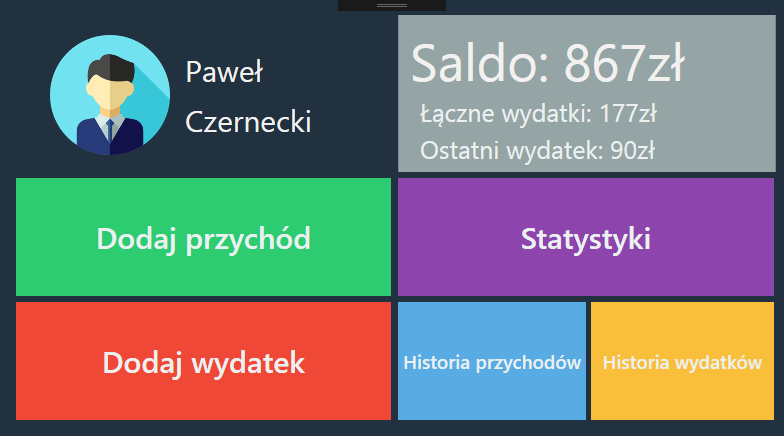 Paweł
Czernecki
Saldo: 867zł
Łączne wydatki: 177zł
Ostatni wydatek: 90zł
Dodaj przychód
Statystyki
Dodaj wydatek
Historia przychodów
Historia wydatków